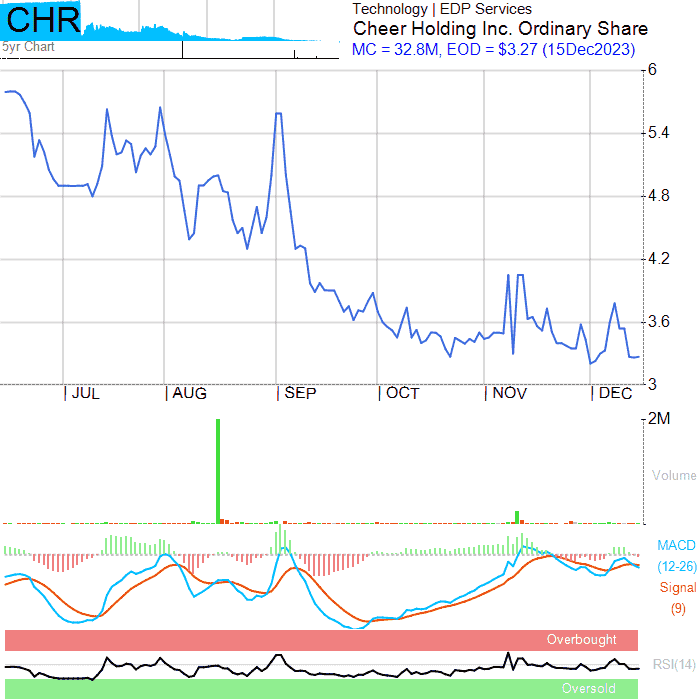 CHR
5yr Chart
Technology | EDP Services
Cheer Holding Inc. Ordinary Share
MC = 32.8M, EOD = $3.27 (15Dec2023)
6
5.4
4.8
4.2
3.6
3
JUL AUG SEP OCT NOV DEC
2M
Volume
MACD
(12-26)
Signal
(9)
Overbought
RSI(14)
Oversold